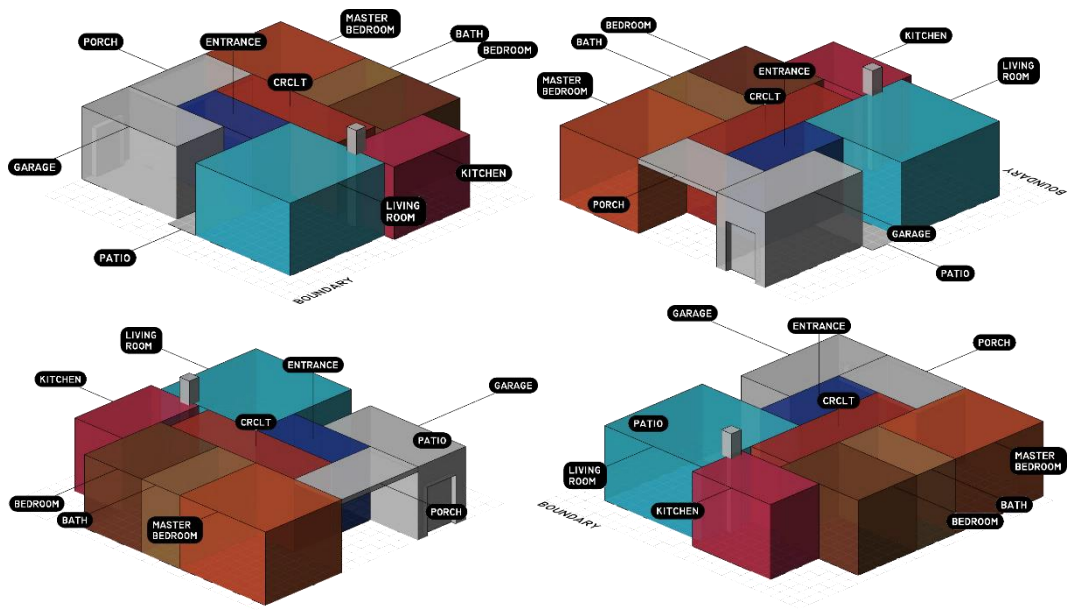 MASTER
BEDROOM
PORCH
ENTRANCE
BATH
BEDROOM
CRCLT
GARAGE
KITCHEN
LIVING
ROOM
PATIO
BOUNDARY
BEDROOM
KITCHEN
BATH
ENTRANCE
LIVING
ROOM
MASTER
BEDROOM
CRCLT
BOUNDARY
PORCH
GARAGE
PATIO
LIVING
ROOM
ENTRANCE
KITCHEN
GARAGE
CRCLT
PATIO
BEDROOM
BATH
MASTER
BEDROOM
PORCH
GARAGE
ENTRANCE
PORCH
CRCLT
PATIO
MASTER
BEDROOM
LIVING
ROOM
BATH
KITCHEN
BOUNDARY
BEDROOM